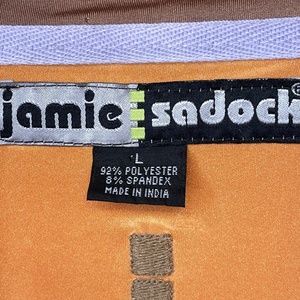 jamie sadock®
L
92% POLYESTER
8% SPANDEX
MADE IN INDIA